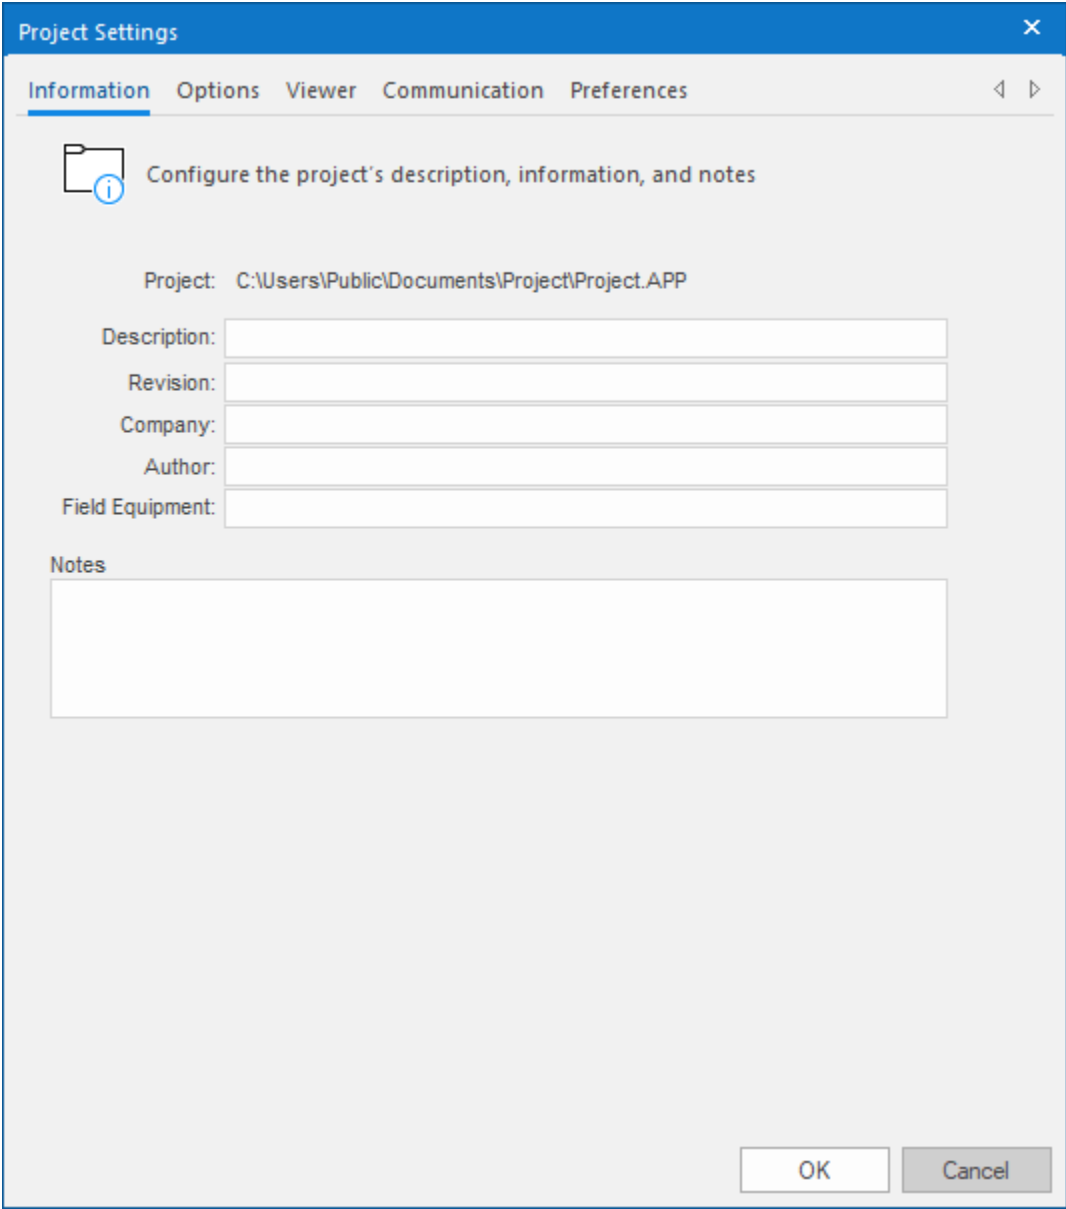 Project Settings
Information Options Viewer Communication Preferences
Configure the project's description, information, and notes
Project: C:\Users\Public\Documents\Project\Project.APP
Description:
Revision:
Company:
Author:
Field Equipment:
Notes
OK Cancel